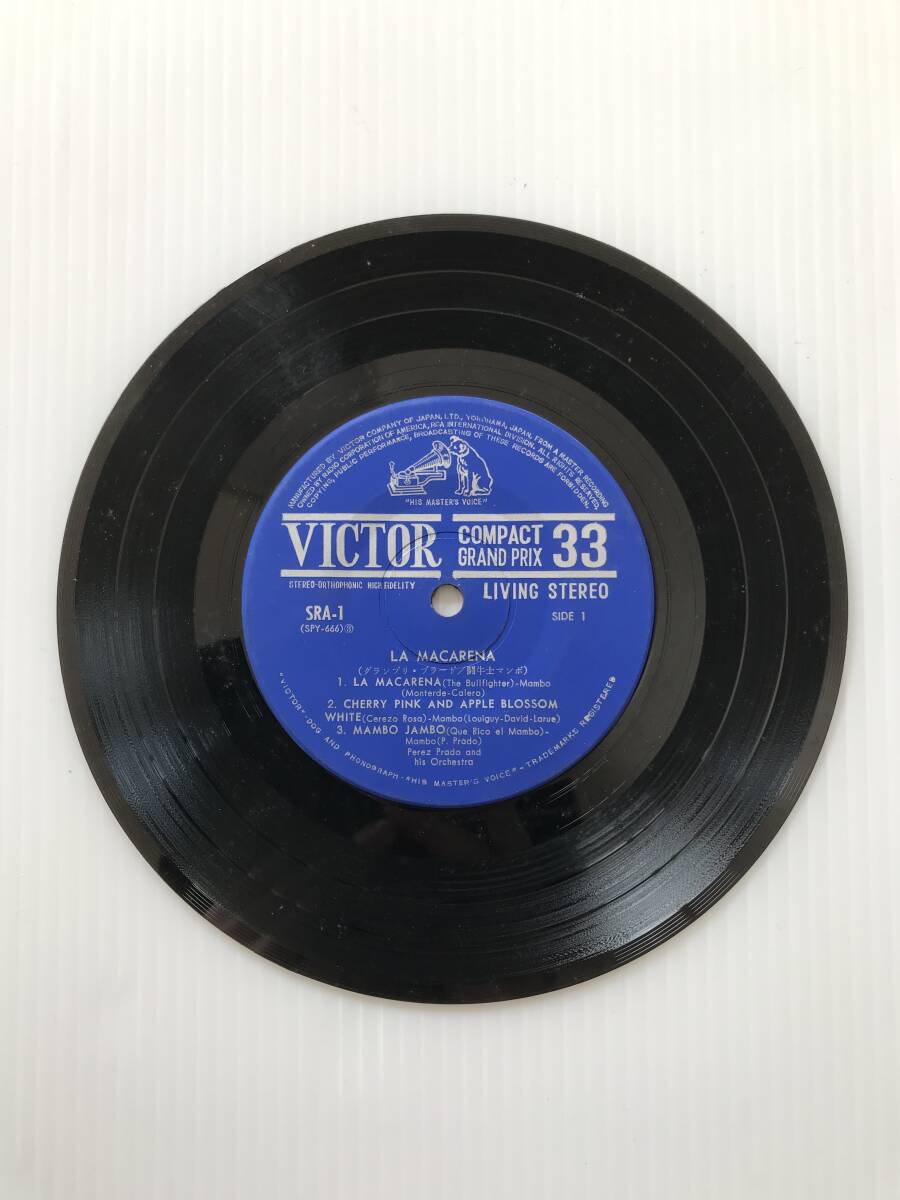 MANUFACTURED BY VICTOR COMPANY OF JAPAN, LTD., YOKOHAMA, JAPAN, FROM A MASTER RECORDING
OWNED BY RADIO CORPORATION OF AMERICA, RCA INTERNATIONAL DIVISION. ALL RIGHTS RESERVED,
COPYING, PUBLIC PERFORMANCE, BROADCASTING OF THESE RECORDS ARE FORBIDDEN.
"HIS MASTER'S VOICE"
VICTOR
COMPACT
GRAND PRIX 33
STEREO-ORTHOPHONIC HIGH FIDELITY
LIVING STEREO
SRA-1
(SPY-666)Ⓡ
SIDE 1
LA MACARENA
(グランプリ・プラード/闘牛士マンボ)
1. LA MACARENA (The Bullfighter)-Mambo
(Monterde-Calero)
2. CHERRY PINK AND APPLE BLOSSOM
WHITE (Cerezo Rosa)-Mambo (Louiguy-David-Larue)
3. MAMBO JAMBO (Que Rico el Mambo)-
Mambo (P. Prado)
Perez Prado and
his Orchestra
"VICTOR"-DOG AND PHONOGRAPH-"HIS MASTER'S VOICE"-TRADEMARKS REGISTERED